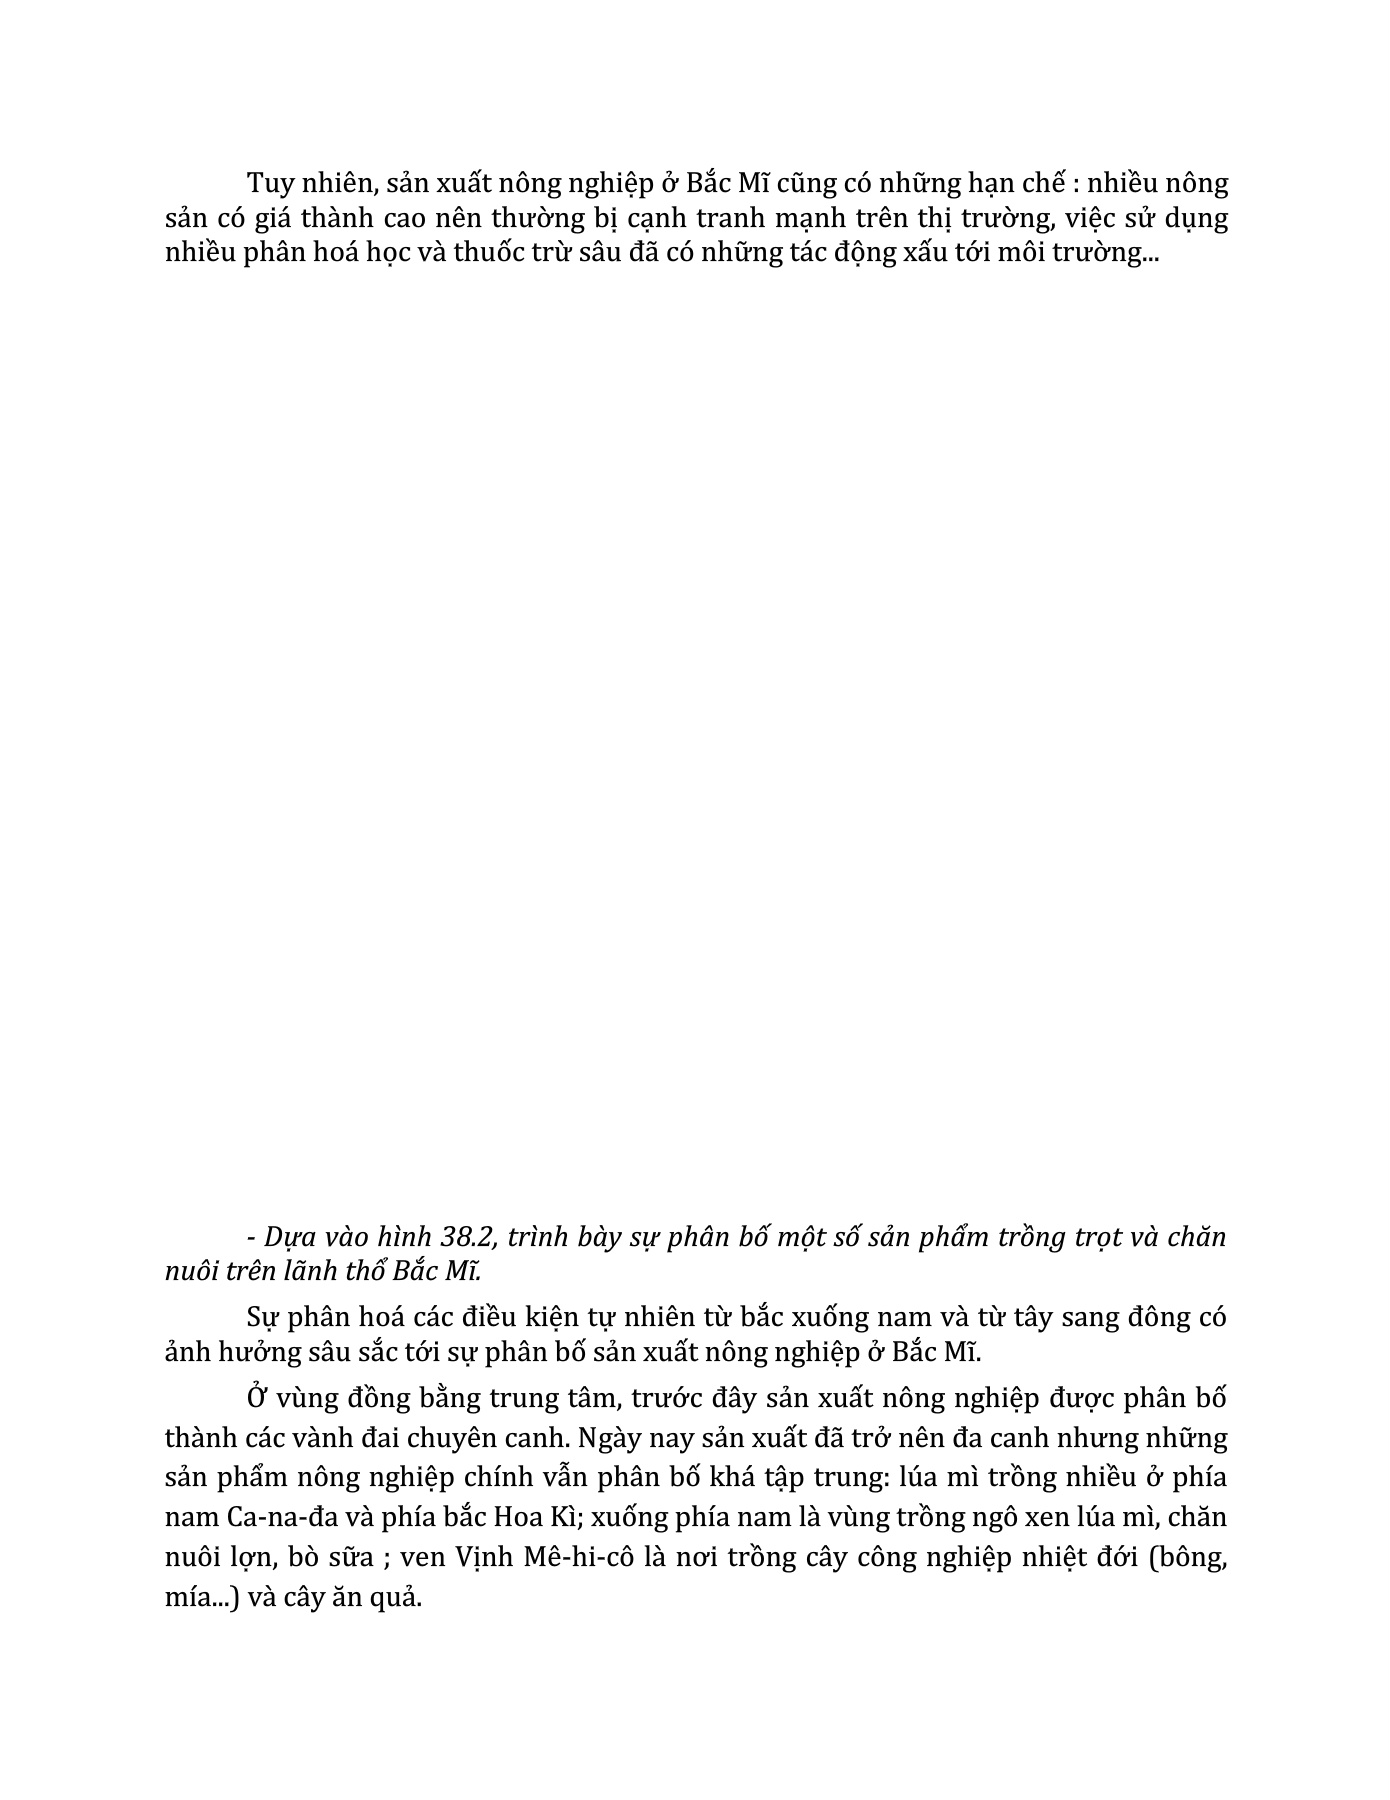 Tuy nhiên, sản xuất nông nghiệp ở Bắc Mĩ cũng có những hạn chế : nhiều nông
sản có giá thành cao nên thường bị cạnh tranh mạnh trên thị trường, việc sử dụng
nhiều phân hoá học và thuốc trừ sâu đã có những tác động xấu tới môi trường...
- Dựa vào hình 38.2, trình bày sự phân bố một số sản phẩm trồng trọt và chăn
nuôi trên lãnh thổ Bắc Mĩ.
Sự phân hoá các điều kiện tự nhiên từ bắc xuống nam và từ tây sang đông có
ảnh hưởng sâu sắc tới sự phân bố sản xuất nông nghiệp ở Bắc Mĩ.
Ở vùng đồng bằng trung tâm, trước đây sản xuất nông nghiệp được phân bố
thành các vành đai chuyên canh. Ngày nay sản xuất đã trở nên đa canh nhưng những
sản phẩm nông nghiệp chính vẫn phân bố khá tập trung: lúa mì trồng nhiều ở phía
nam Ca-na-đa và phía bắc Hoa Kì; xuống phía nam là vùng trồng ngô xen lúa mì, chăn
nuôi lợn, bò sữa ; ven Vịnh Mê-hi-cô là nơi trồng cây công nghiệp nhiệt đới (bông,
mía...) và cây ăn quả.